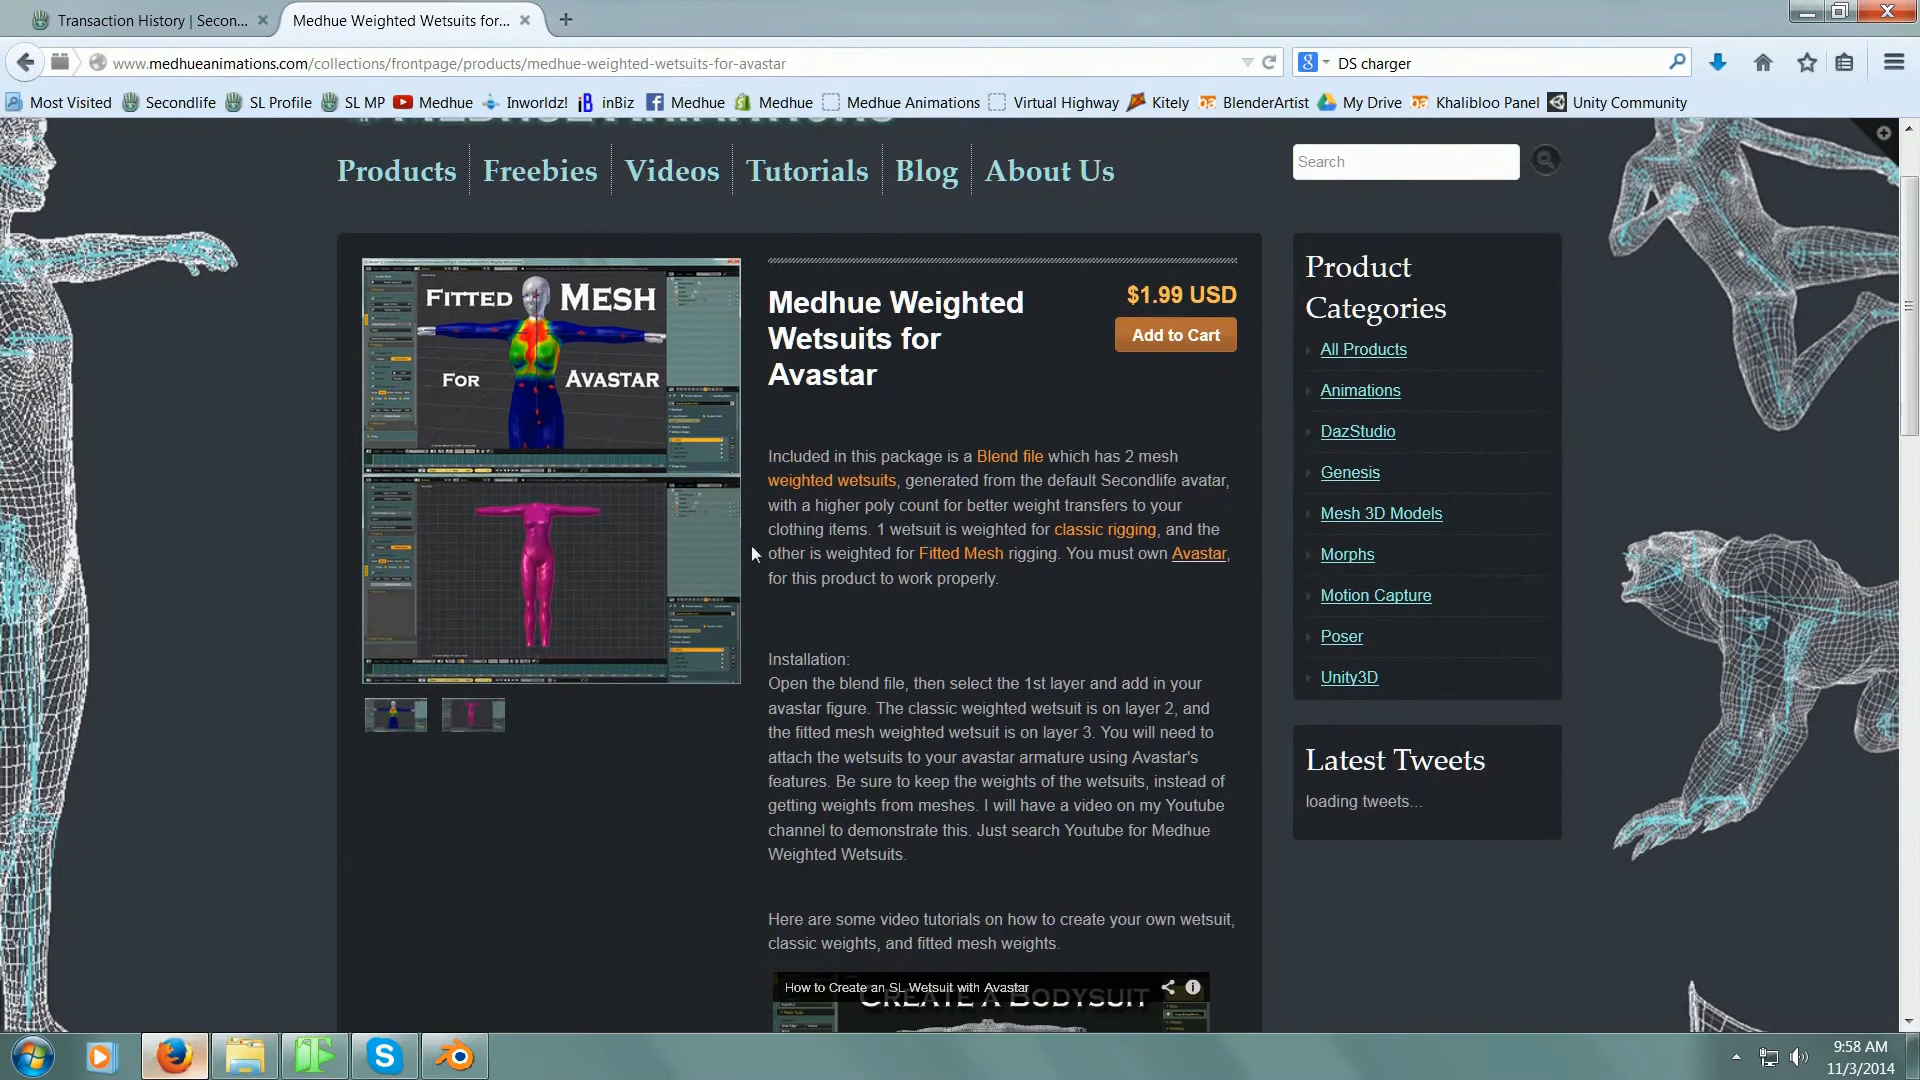 Transaction History | Secon...
Medhue Weighted Wetsuits for...
www.medhueanimations.com/collections/frontpage/products/medhue-weighted-wetsuits-for-avastar
DS charger
Most Visited Secondlife SL Profile SL MP Medhue Inworldz! inBiz Medhue Medhue Medhue Animations Virtual Highway Kitely BlenderArtist My Drive Khalibloo Panel Unity Community
Products Freebies Videos Tutorials Blog About Us
Search
FITTED MESH
FOR AVASTAR
Medhue Weighted
Wetsuits for
Avastar
$1.99 USD
Add to Cart
Included in this package is a Blend file which has 2 mesh
weighted wetsuits, generated from the default Secondlife avatar,
with a higher poly count for better weight transfers to your
clothing items. 1 wetsuit is weighted for classic rigging, and the
other is weighted for Fitted Mesh rigging. You must own Avastar,
for this product to work properly.
Installation:
Open the blend file, then select the 1st layer and add in your
avastar figure. The classic weighted wetsuit is on layer 2, and
the fitted mesh weighted wetsuit is on layer 3. You will need to
attach the wetsuits to your avastar armature using Avastar's
features. Be sure to keep the weights of the wetsuits, instead of
getting weights from meshes. I will have a video on my Youtube
channel to demonstrate this. Just search Youtube for Medhue
Weighted Wetsuits.
Here are some video tutorials on how to create your own wetsuit,
classic weights, and fitted mesh weights.
How to Create an SL Wetsuit with Avastar
CREATE A BODYSUIT
Product
Categories
All Products
Animations
DazStudio
Genesis
Mesh 3D Models
Morphs
Motion Capture
Poser
Unity3D
Latest Tweets
loading tweets...
9:58 AM
11/3/2014